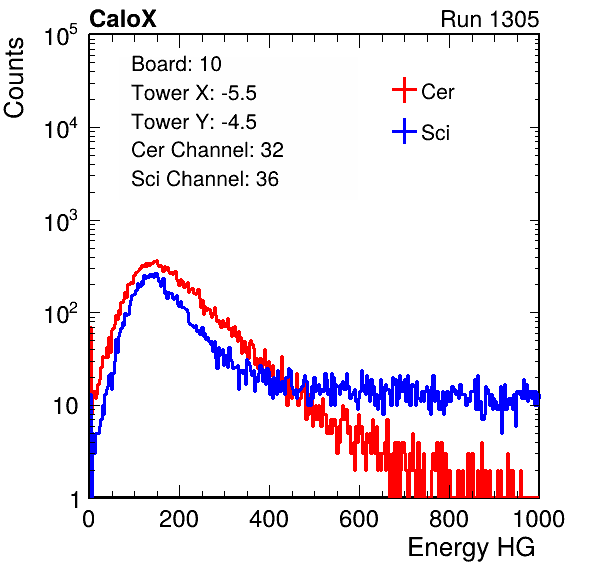 CaloX Run 1305
10^5
10^4
10^3
10^2
10
1
Counts
Board: 10
Tower X: -5.5
Tower Y: -4.5
Cer Channel: 32
Sci Channel: 36
Cer
Sci
0 200 400 600 800 1000
Energy HG